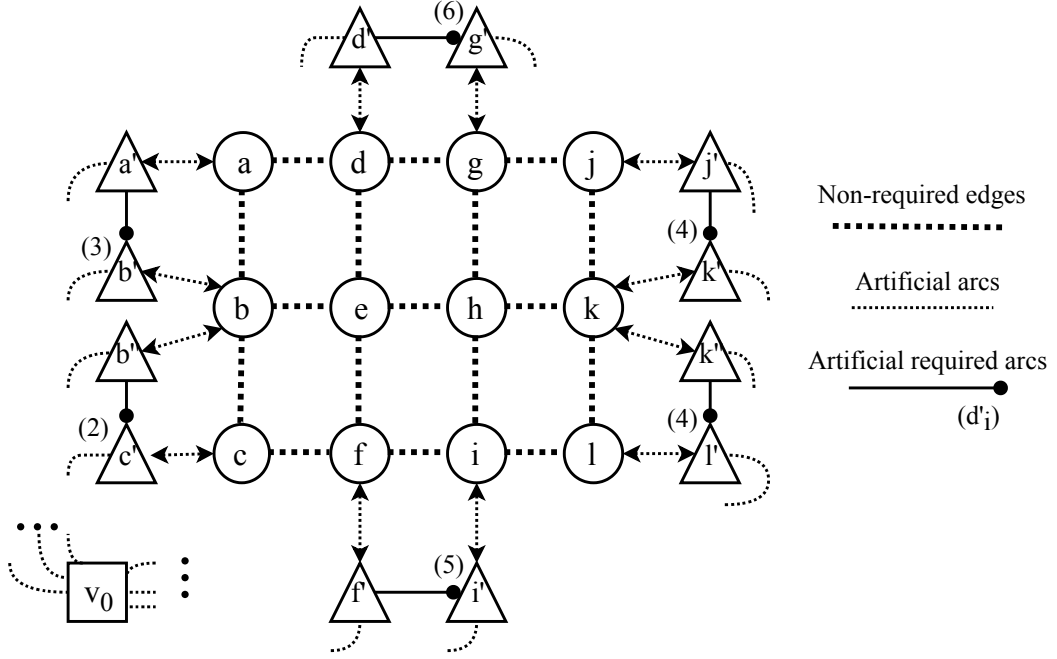 (6)
d' g'
a' a d g j j'
Non-required edges
(3) (4)
b' k'
b e h k
Artificial arcs
b'' k''
Artificial required arcs
(d'i)
(2) (4)
c' c f i l l'
(5)
v0 f' i'